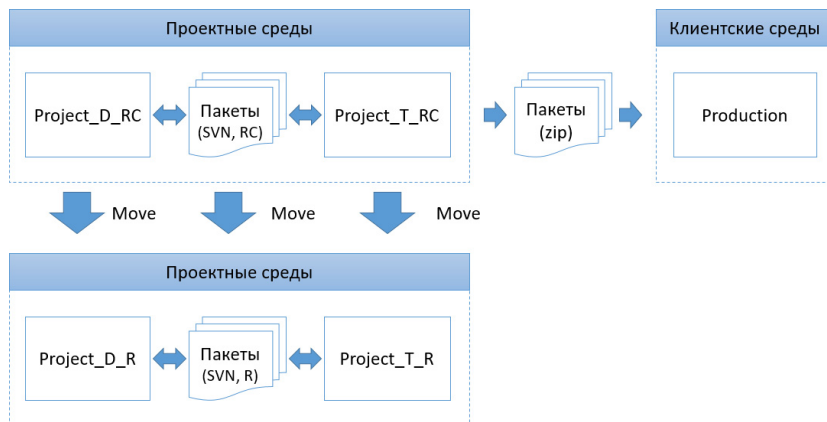 Проектные среды
Клиентские среды
Project_D_RC
Пакеты
(SVN, RC)
Project_T_RC
Пакеты
(zip)
Production
Move
Move
Move
Проектные среды
Project_D_R
Пакеты
(SVN, R)
Project_T_R